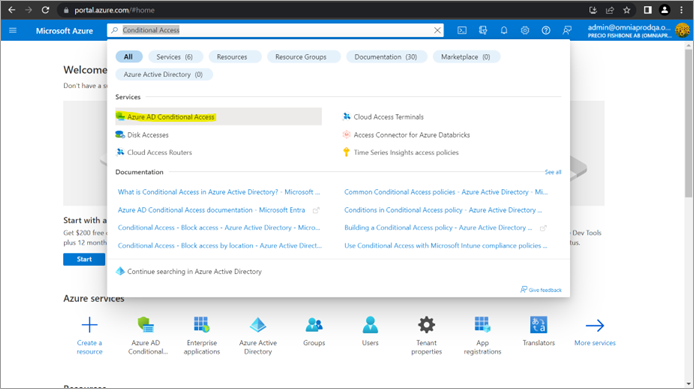 portal.azure.com/#home
Microsoft Azure
Conditional Access
admin@omniaprodqa.o...
PRECIO FISHBONE AB (OMNIAPR...
All
Services (6)
Resources
Resource Groups
Documentation (30)
Marketplace (0)
Azure Active Directory (0)
Welcome
Don't have a s
Services
Azure AD Conditional Access
Cloud Access Terminals
Disk Accesses
Access Connector for Azure Databricks
Cloud Access Routers
Time Series Insights access policies
Documentation
See all
What is Conditional Access in Azure Active Directory? - Microsoft ...
Common Conditional Access policies - Azure Active Directory - Mi...
Azure AD Conditional Access documentation - Microsoft Entra
Conditions in Conditional Access policy - Azure Active Directory ...
Conditional Access - Block access - Azure Active Directory - Micro...
Building a Conditional Access policy - Azure Active Directory ...
Conditional Access - Block access by location - Azure Active Direct...
Use Conditional Access with Microsoft Intune compliance policies ...
Continue searching in Azure Active Directory
Give feedback
Start with a
Get $200 free
plus 12 month
Dev Tools
us.
Start
Azure services
Create a resource
Azure AD Conditional...
Enterprise applications
Azure Active Directory
Groups
Users
Tenant properties
App registrations
Translators
More services